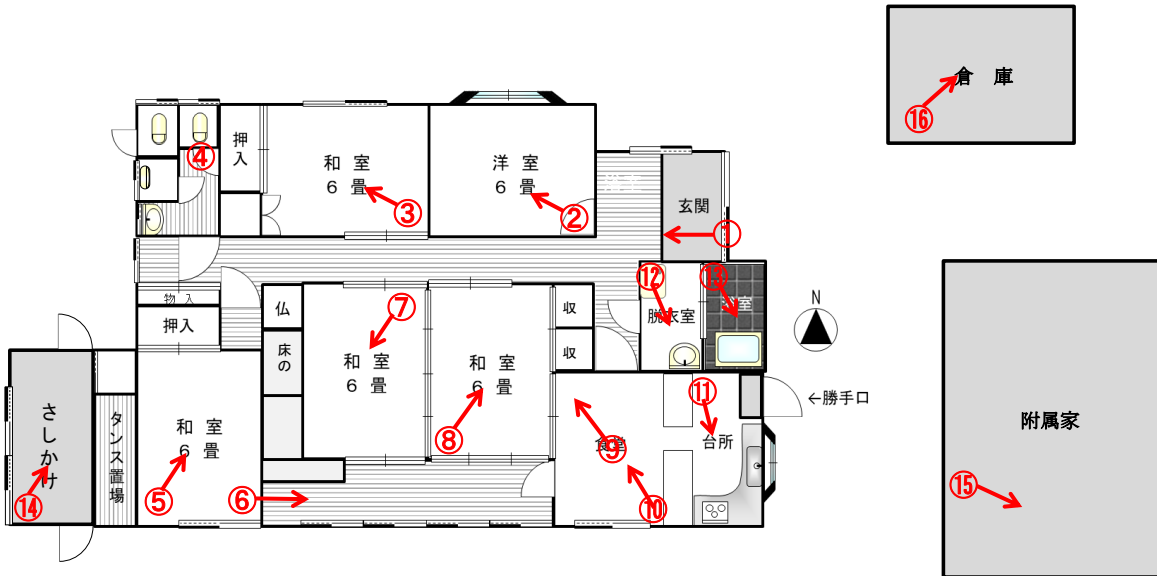 倉 庫
⑯
押入
和 室
6 畳
③
洋 室
6 畳
②
④
玄関
①
物 入
押入
仏
床の
⑦
和 室
6 畳
和 室
6 畳
⑧
収
収
⑫
脱衣室
⑬
室
N
←勝手口
さしかけ
⑭
タンス置場
和 室
6 畳
⑤
⑥
食堂
⑨
⑩
⑪
台所
附属家
⑮